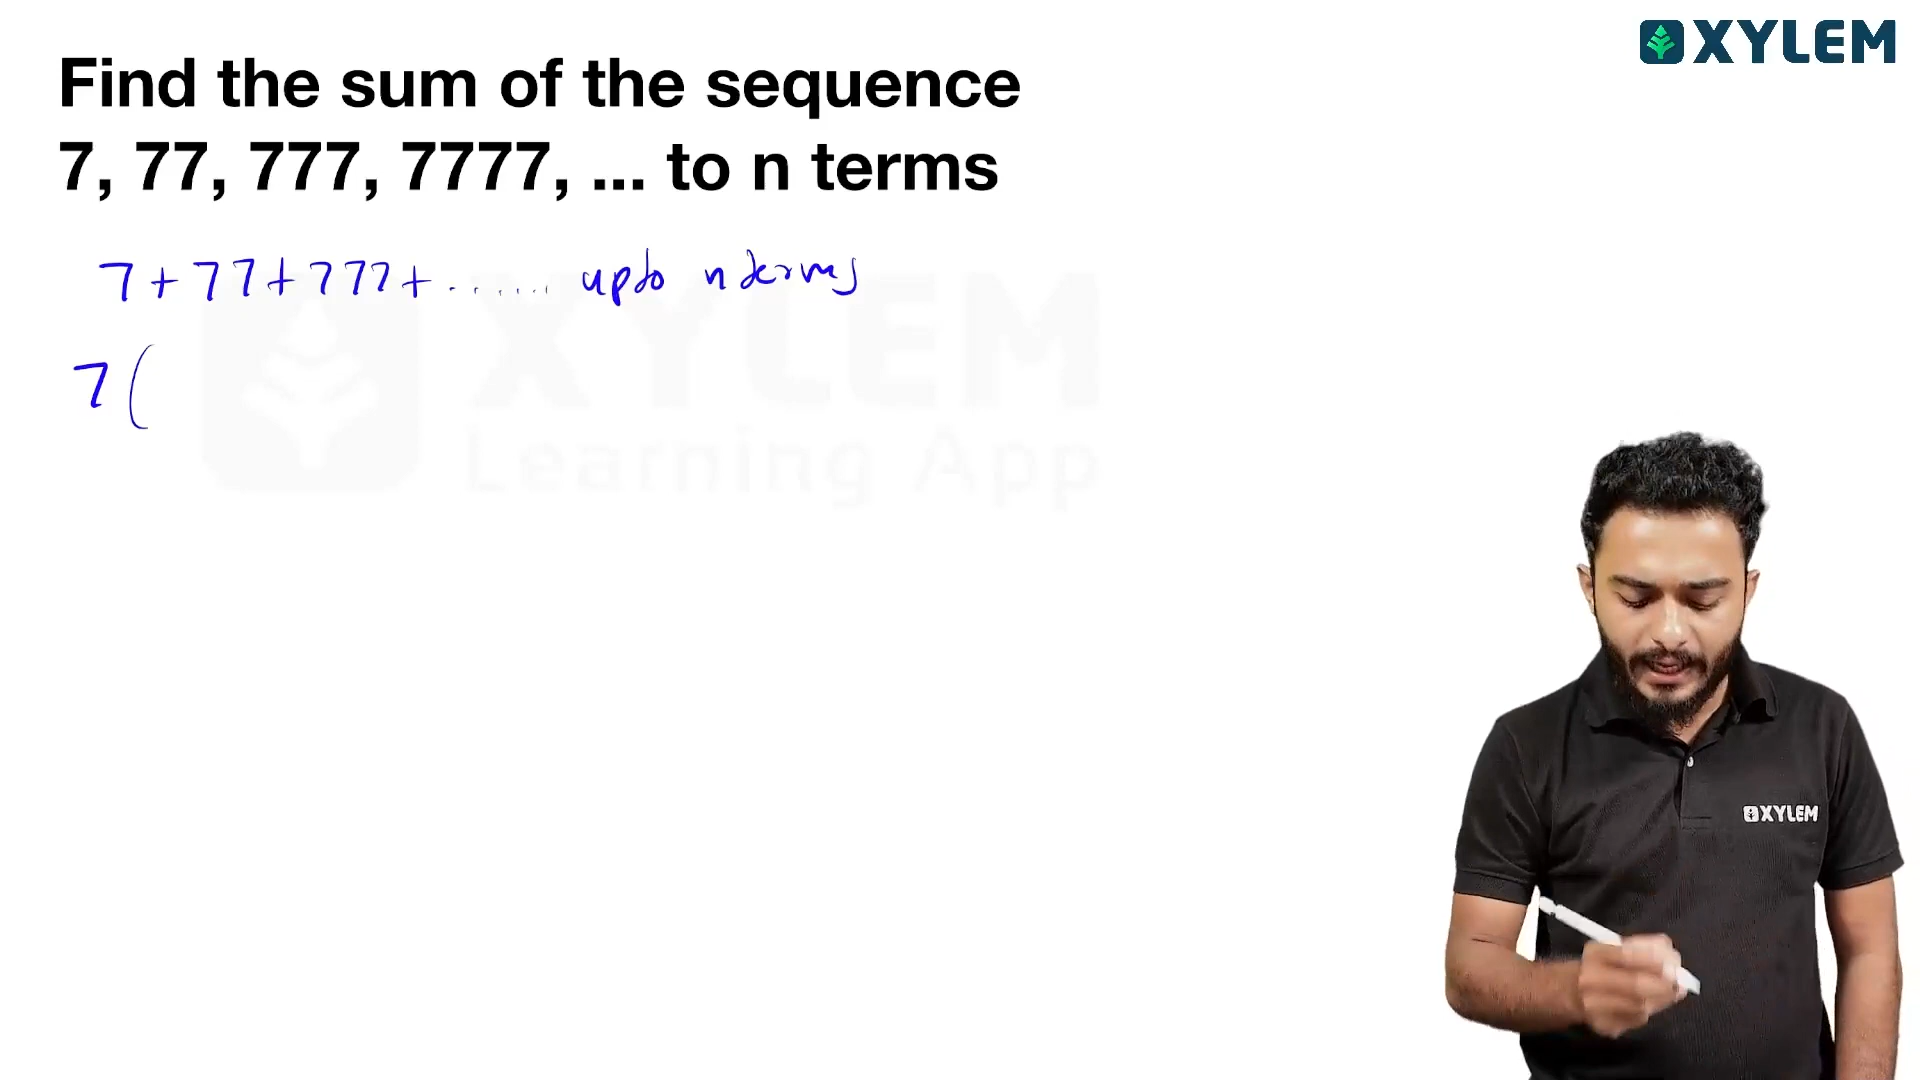 XYLEM
Find the sum of the sequence
7, 77, 777, 7777, ... to n terms
7 + 77 + 777 + ...... upto n terms
7 (
XYLEM
Learning App
XYLEM